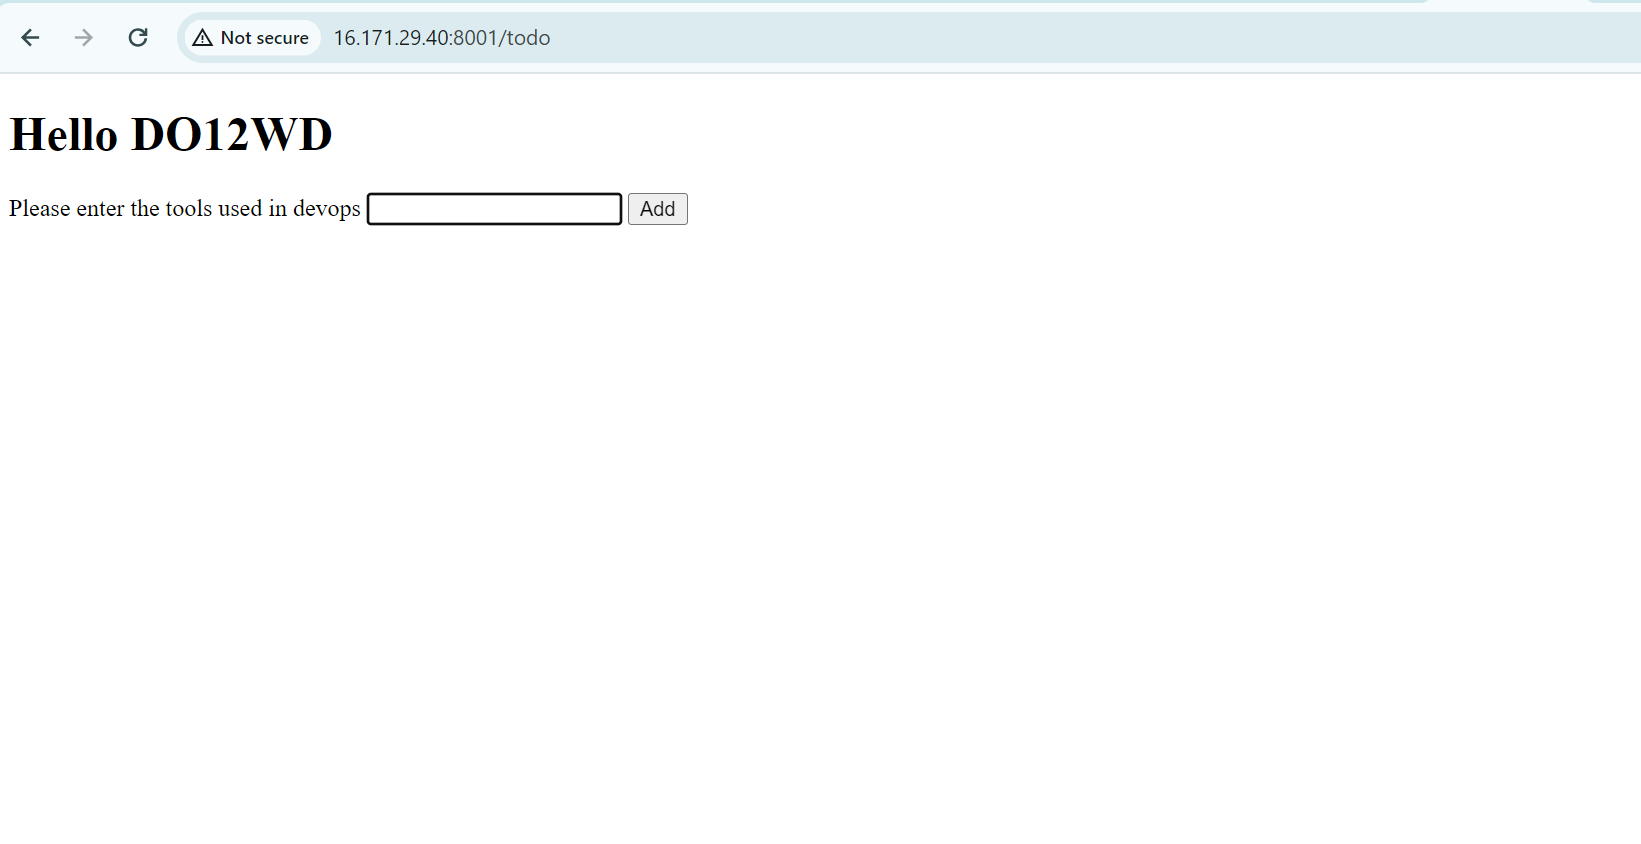 Not secure 16.171.29.40:8001/todo
Hello DO12WD
Please enter the tools used in devops Add